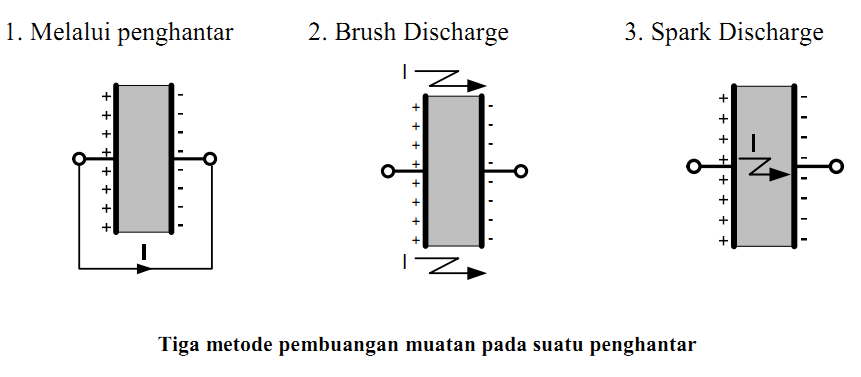 1. Melalui penghantar
2. Brush Discharge
3. Spark Discharge
I
I
I
I
Tiga metode pembuangan muatan pada suatu penghantar